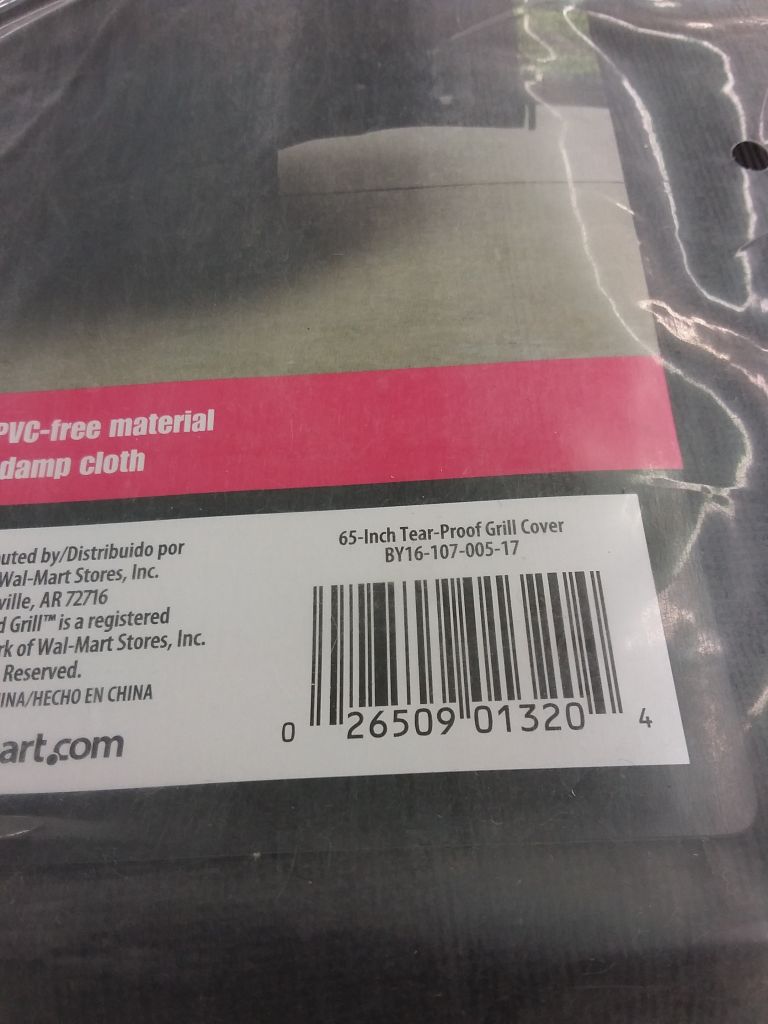 PVC-free material
damp cloth
uted by/Distribuido por
Wal-Mart Stores, Inc.
ville, AR 72716
d Grill™ is a registered
rk of Wal-Mart Stores, Inc.
Reserved.
INA/HECHO EN CHINA
art.com
65-Inch Tear-Proof Grill Cover
BY16-107-005-17
0 26509 01320 4